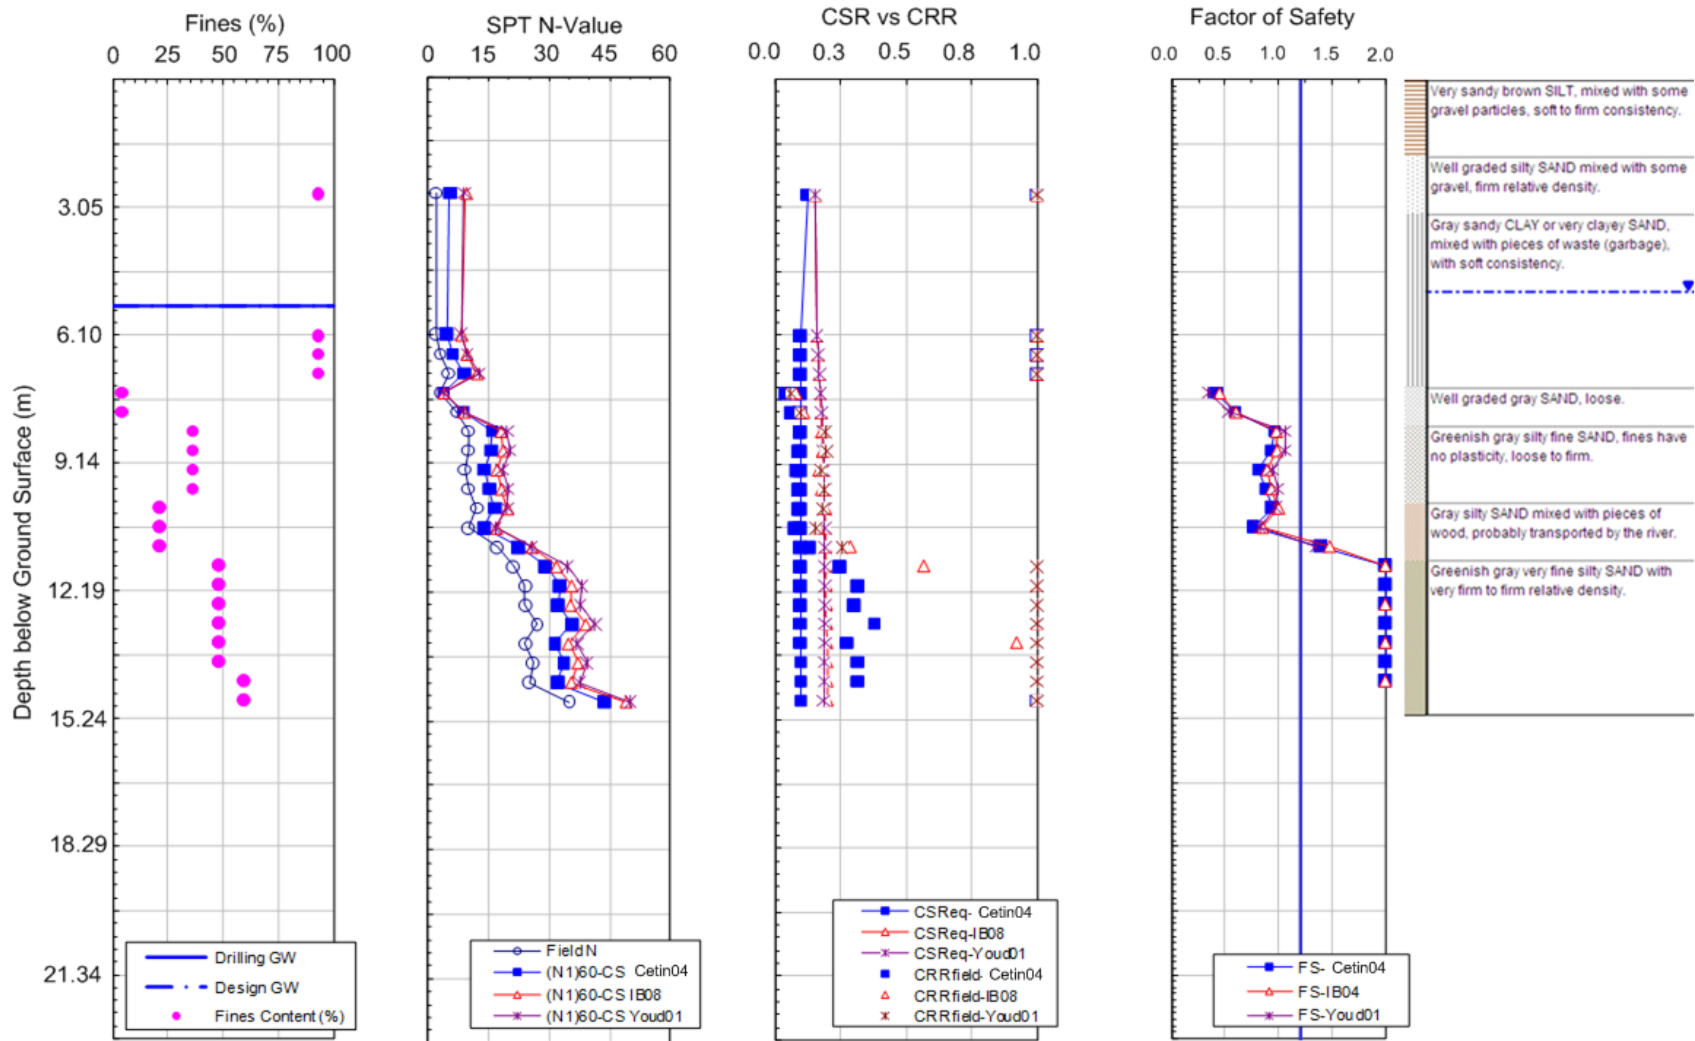 Fines (%)
0 25 50 75 100
SPT N-Value
0 15 30 45 60
CSR vs CRR
0.0 0.3 0.5 0.8 1.0
Factor of Safety
0.0 0.5 1.0 1.5 2.0
Depth below Ground Surface (m)
3.05
6.10
9.14
12.19
15.24
18.29
21.34
Drilling GW
Design GW
Fines Content (%)
Field N
(N1)60-CS Cetin04
(N1)60-CS IB08
(N1)60-CS Youd01
CSReq- Cetin04
CSReq-IB08
CSReq-Youd01
CRRfield- Cetin04
CRRfield-IB08
CRRfield-Youd01
FS- Cetin04
FS-IB04
FS-Youd01
Very sandy brown SILT, mixed with some
gravel particles, soft to firm consistency.
Well graded silty SAND mixed with some
gravel, firm relative density.
Gray sandy CLAY or very clayey SAND,
mixed with pieces of waste (garbage),
with soft consistency.
Well graded gray SAND, loose.
Greenish gray silty fine SAND, fines have
no plasticity, loose to firm.
Gray silty SAND mixed with pieces of
wood, probably transported by the river.
Greenish gray very fine silty SAND with
very firm to firm relative density.